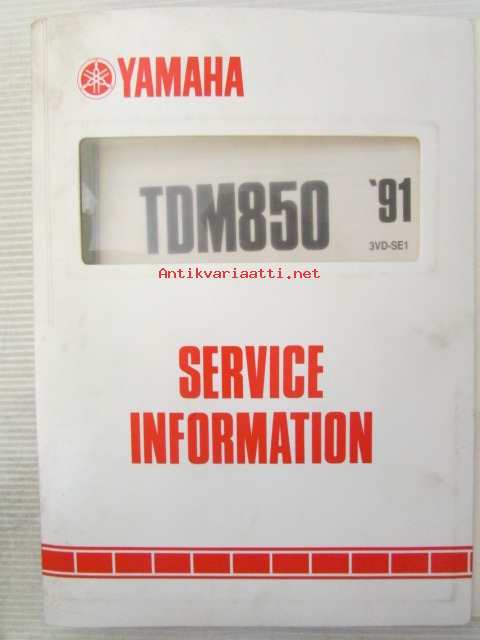 YAMAHA
TDM850 '91
3VD-SE1
Antikvariaatti.net
SERVICE
INFORMATION